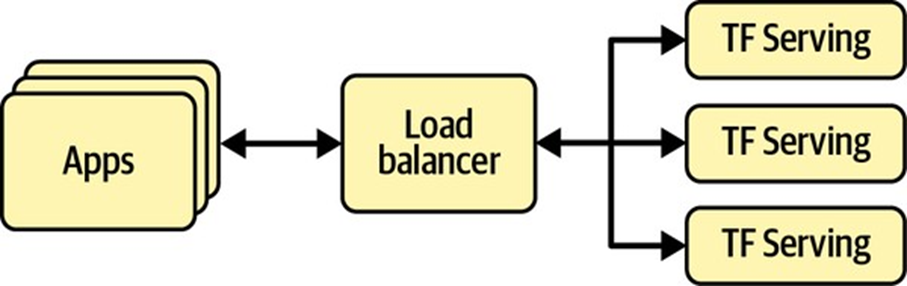 Apps
Load
balancer
TF Serving
TF Serving
TF Serving